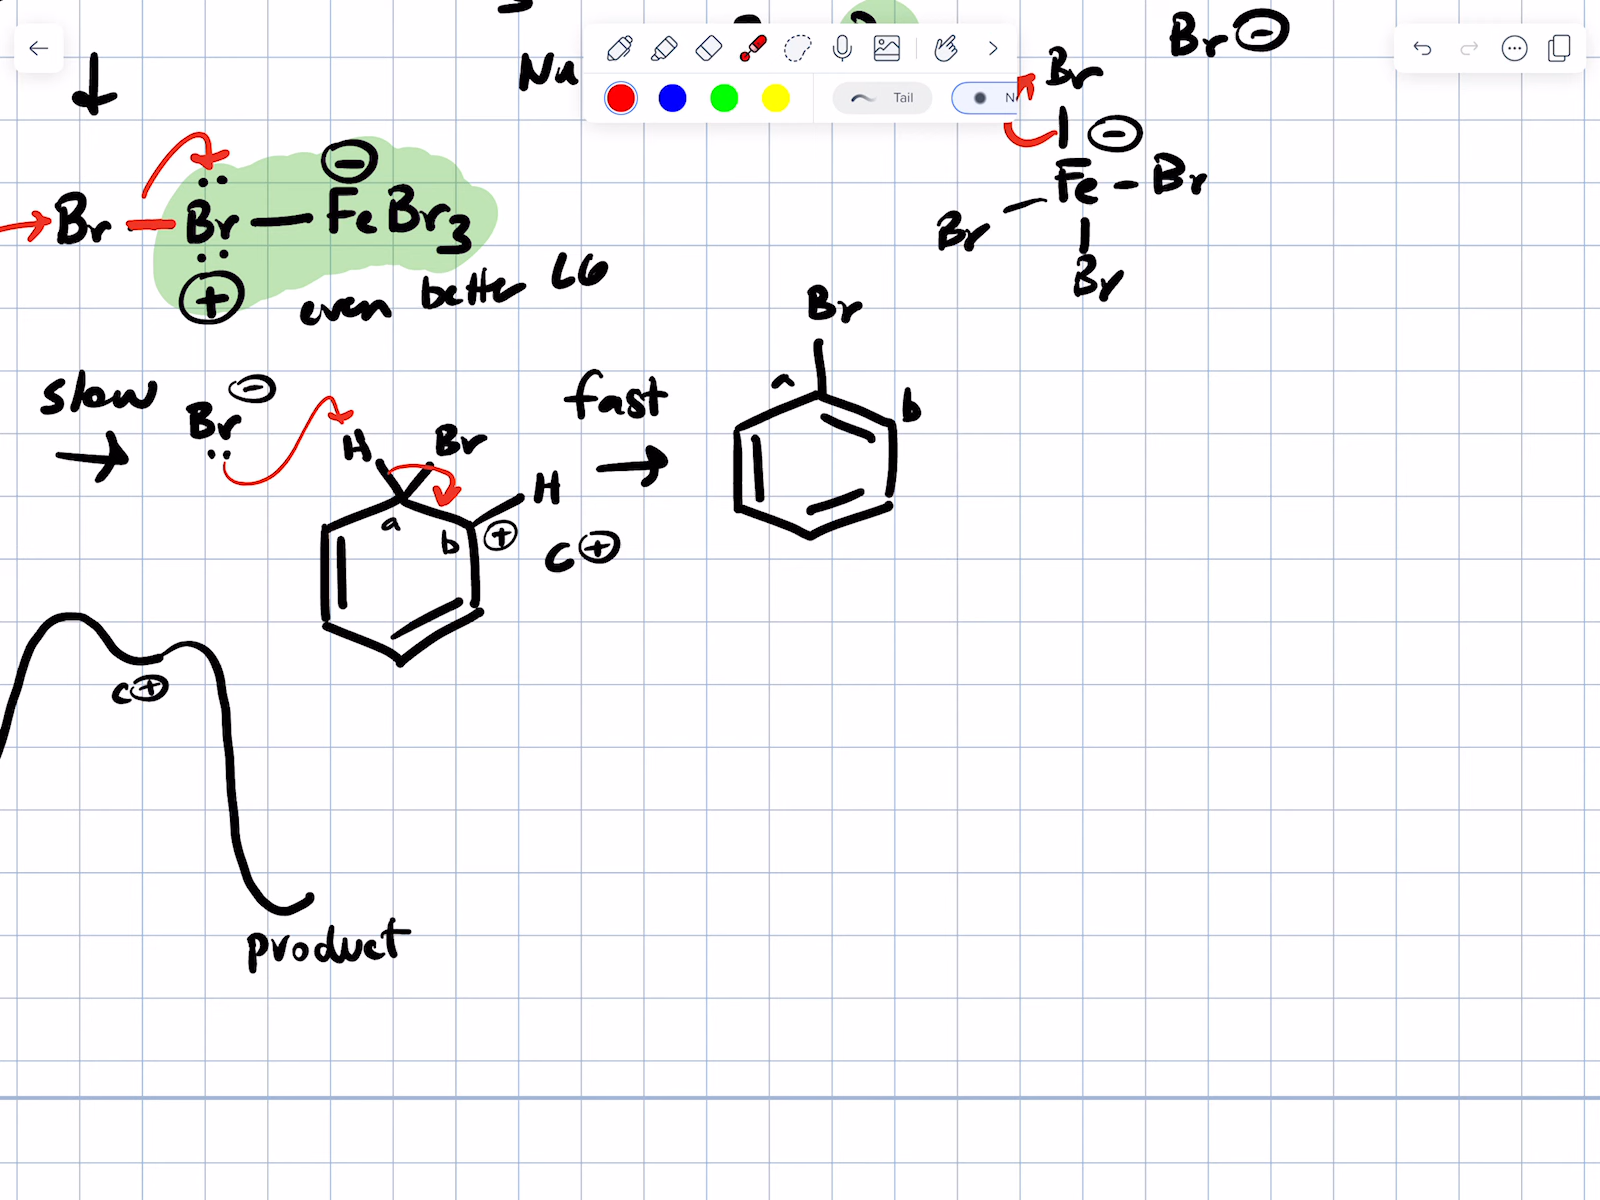 Br ⊖
Nu
Br
Tail
N
⊖
Fe - Br
Br
Br
⊖
Br - Br - FeBr3
⊕
even better LG
slow
Br ⊖
H Br
H
a
b ⊕
C⊕
fast
Br
a
b
C⊕
product